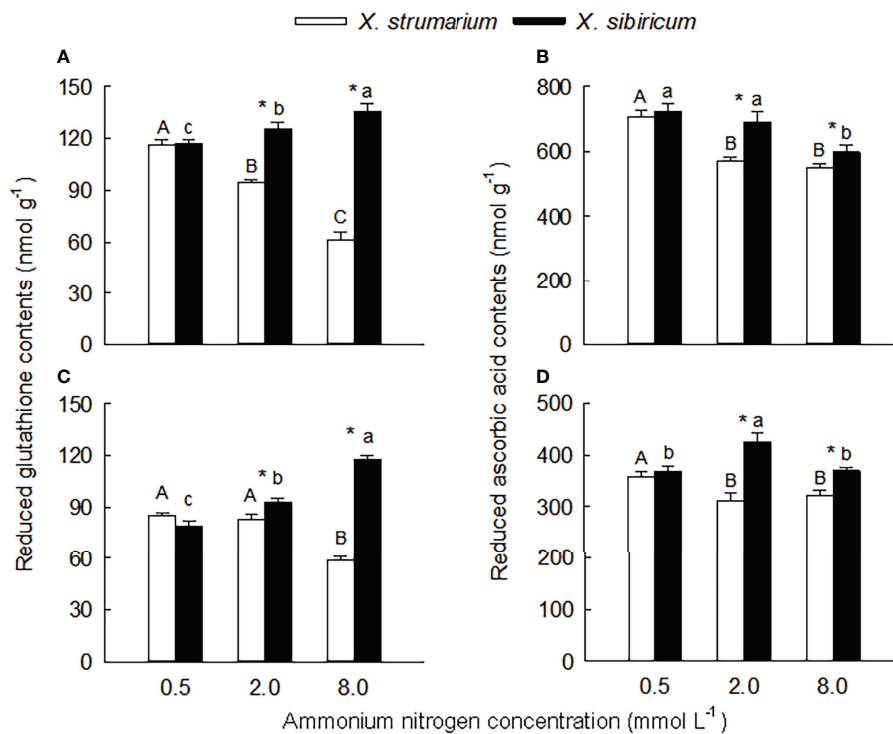 X. strumarium X. sibiricum
A
Reduced glutathione contents (nmol g-1)
150
120
90
60
30
0
A c
B * b
C * a
B
Reduced ascorbic acid contents (nmol g-1)
800
600
400
200
0
A a
B * a
B * b
C
150
120
90
60
30
0
A c
A * b
B * a
0.5 2.0 8.0
D
500
400
300
200
100
0
A b
B * a
B * b
0.5 2.0 8.0
Ammonium nitrogen concentration (mmol L-1)